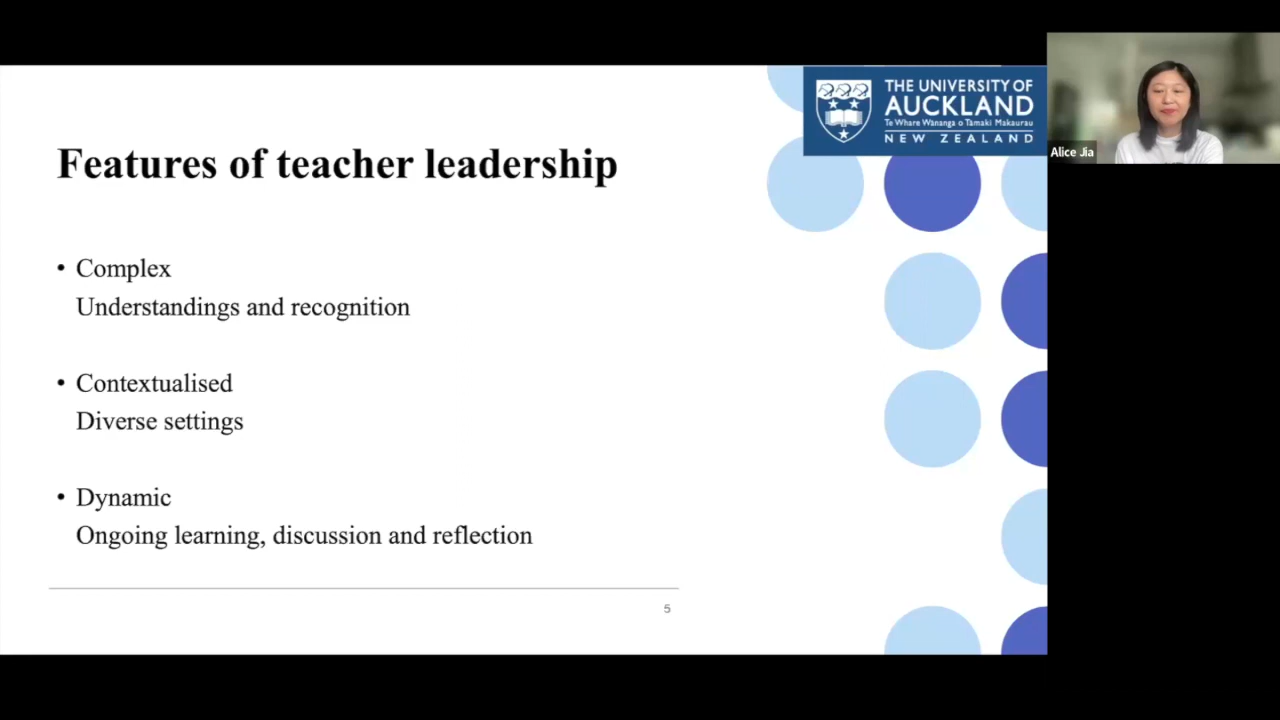 THE UNIVERSITY OF
AUCKLAND
Te Whare Wānanga o Tāmaki Makaurau
NEW ZEALAND
Alice Jia
Features of teacher leadership
• Complex
Understandings and recognition
• Contextualised
Diverse settings
• Dynamic
Ongoing learning, discussion and reflection
5